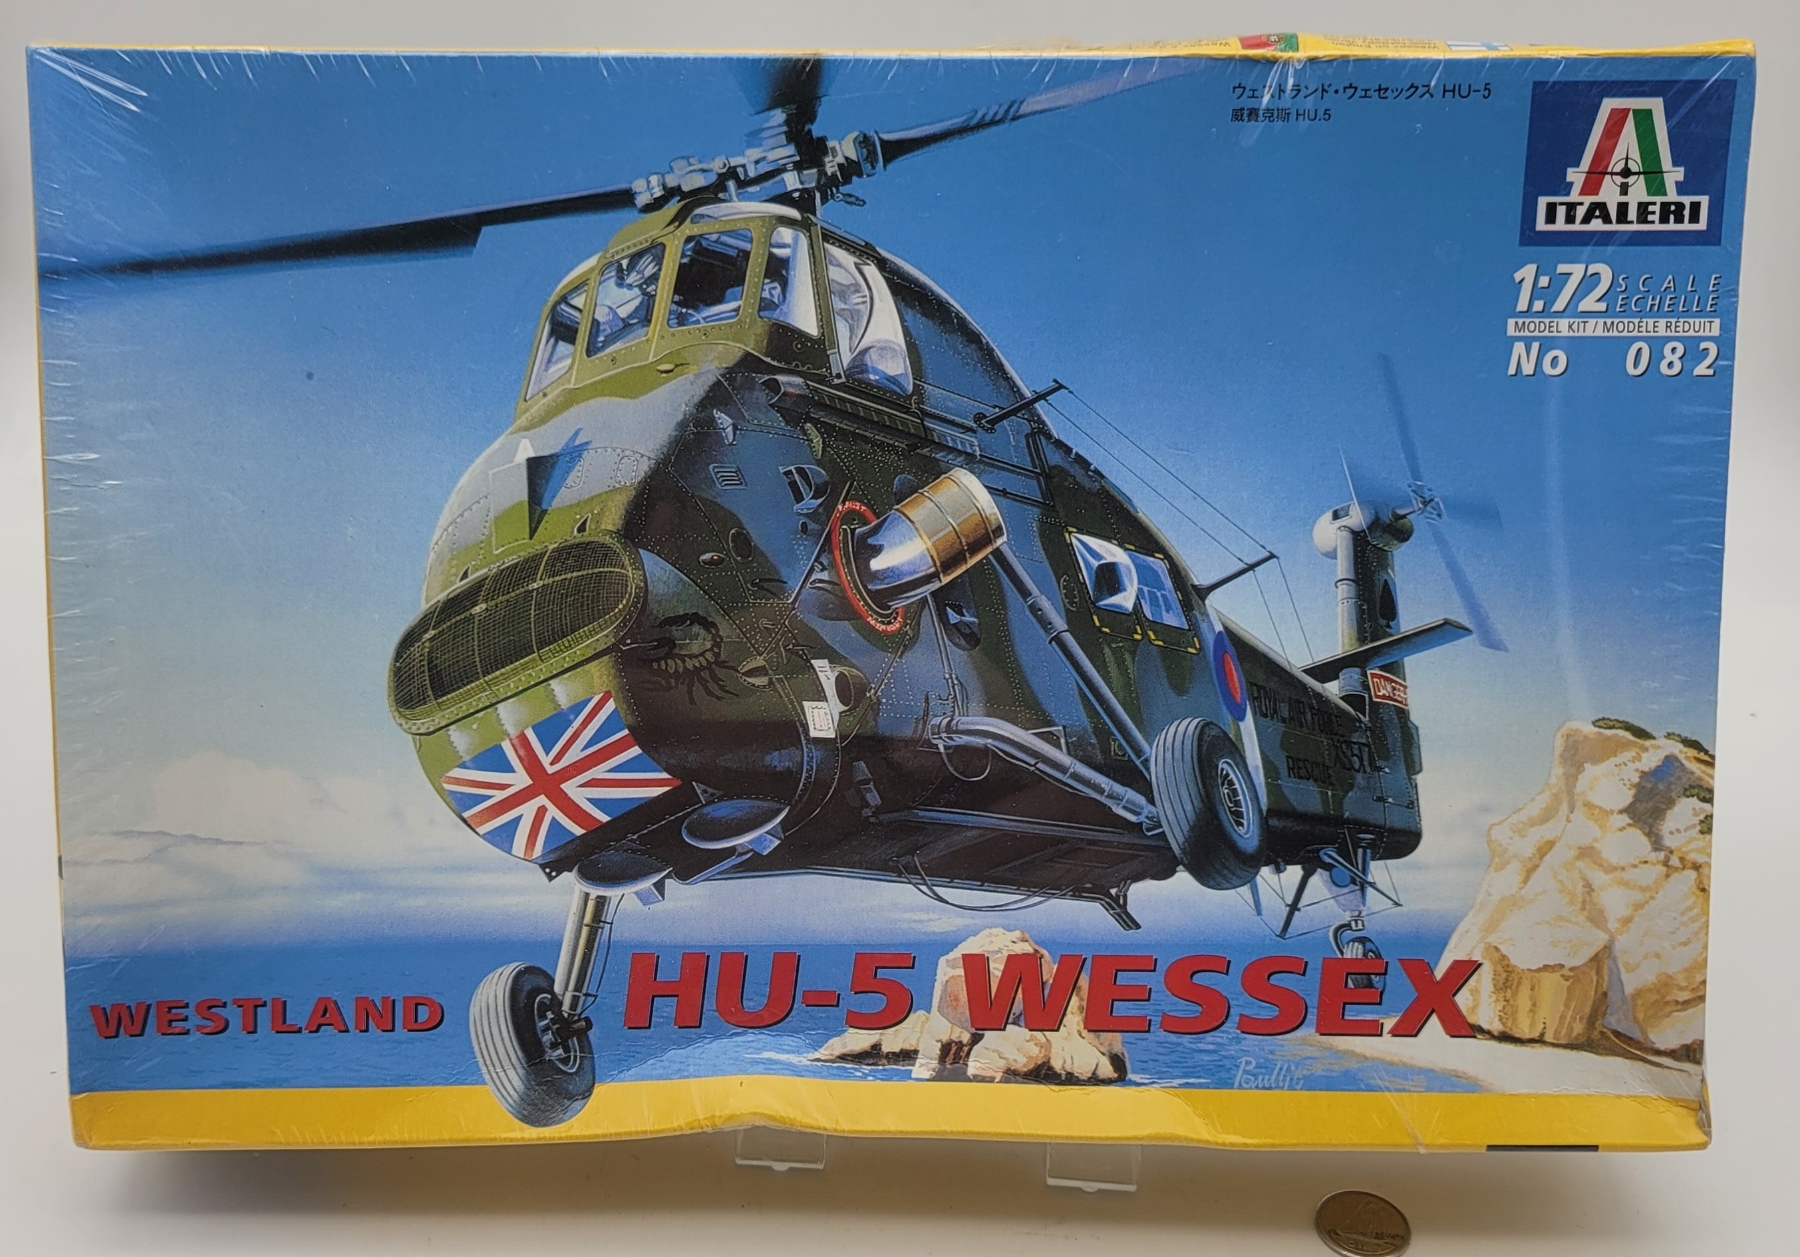 ウェストランド・ウェセックス HU-5
威賽克斯 HU.5
ITALERI
1:72 SCALE
ECHELLE
MODEL KIT / MODÉLE RÉDUIT
No 082
DANGER
ROYAL AIR FORCE
RESCUE
WESTLAND
HU-5 WESSEX